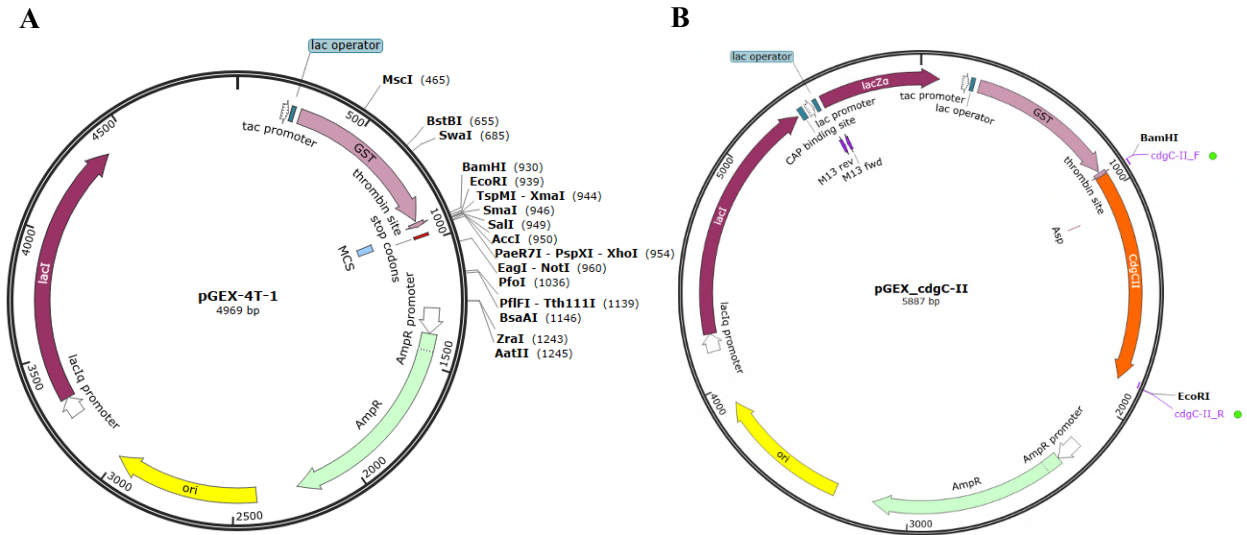 A
lac operator
MscI (465)
BstBI (655)
SwaI (685)
BamHI (930)
EcoRI (939)
TspMI - XmaI (944)
SmaI (946)
SalI (949)
AccI (950)
PaeR7I - PspXI - XhoI (954)
EagI - NotI (960)
PfoI (1036)
PflFI - Tth111I (1139)
BsaAI (1146)
ZraI (1243)
AatII (1245)
tac promoter
GST
thrombin site
stop codons
MCS
AmpR promoter
AmpR
ori
lacIq promoter
lacI
500
1000
1500
2000
2500
3000
3500
4000
4500
pGEX-4T-1
4969 bp
B
lac operator
lacZα
tac promoter
lac operator
GST
BamHI
cdgC-II_F
thrombin site
1000
CdgCII
Asp
EcoRI
cdgC-II_R
2000
AmpR promoter
AmpR
3000
ori
4000
lacIq promoter
lacI
5000
lac promoter
CAP binding site
M13 rev
M13 fwd
pGEX_cdgC-II
5887 bp